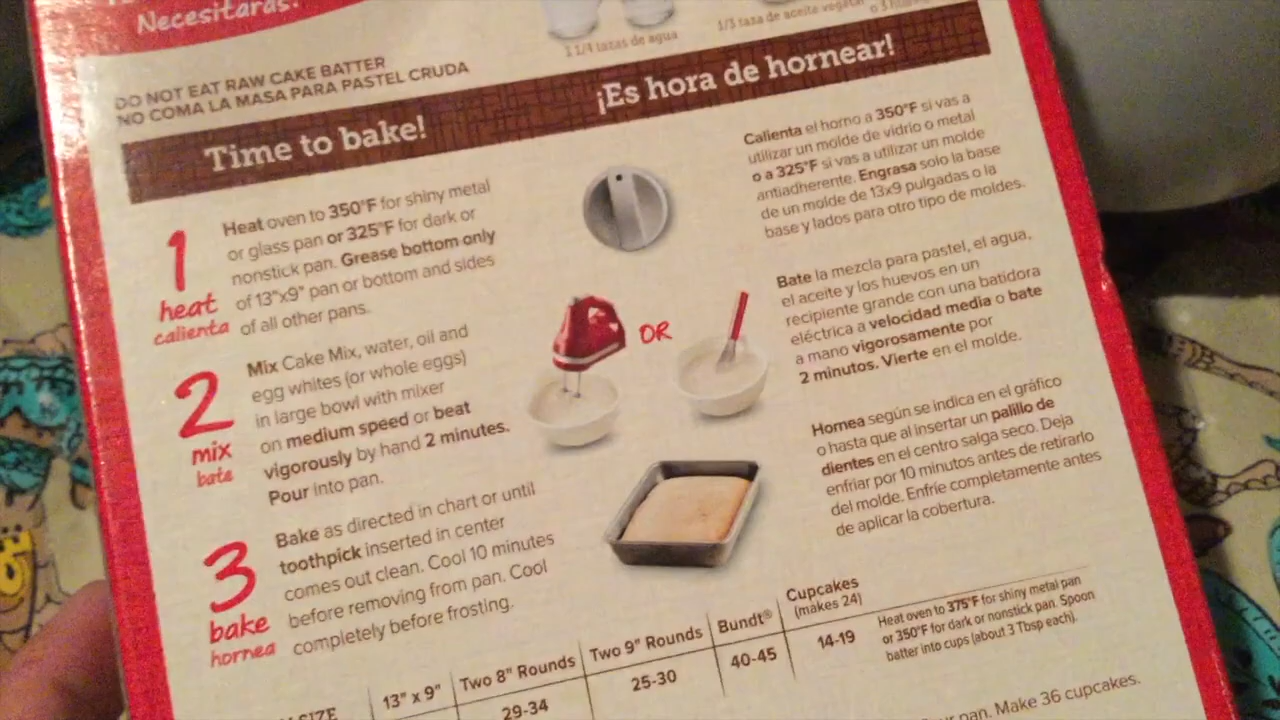 Necesitarás:
1 1/4 tazas de agua
1/3 taza de aceite vegetal
o 3
DO NOT EAT RAW CAKE BATTER
NO COMA LA MASA PARA PASTEL CRUDA
Time to bake!
¡Es hora de hornear!
1
heat
calienta
Heat oven to 350°F for shiny metal
or glass pan or 325°F for dark or
nonstick pan. Grease bottom only
of 13"x9" pan or bottom and sides
of all other pans.
Calienta el horno a 350°F si vas a
utilizar un molde de vidrio o metal
o a 325°F si vas a utilizar un molde
antiadherente. Engrasa solo la base
de un molde de 13x9 pulgadas o la
base y lados para otro tipo de moldes.
2
mix
bate
Mix Cake Mix, water, oil and
egg whites (or whole eggs)
in large bowl with mixer
on medium speed or beat
vigorously by hand 2 minutes.
Pour into pan.
OR
Bate la mezcla para pastel, el agua,
el aceite y los huevos en un
recipiente grande con una batidora
eléctrica a velocidad media o bate
a mano vigorosamente por
2 minutos. Vierte en el molde.
3
bake
hornea
Bake as directed in chart or until
toothpick inserted in center
comes out clean. Cool 10 minutes
before removing from pan. Cool
completely before frosting.
Hornea según se indica en el gráfico
o hasta que al insertar un palillo de
dientes en el centro salga seco. Deja
enfriar por 10 minutos antes de retirarlo
del molde. Enfríe completamente antes
de aplicar la cobertura.
SIZE
13" x 9"
Two 8" Rounds
Two 9" Rounds
Bundt®
Cupcakes
(makes 24)
29-34
25-30
40-45
14-19
Heat oven to 375°F for shiny metal pan
or 350°F for dark or nonstick pan. Spoon
batter into cups (about 3 Tbsp each).
pan. Make 36 cupcakes.